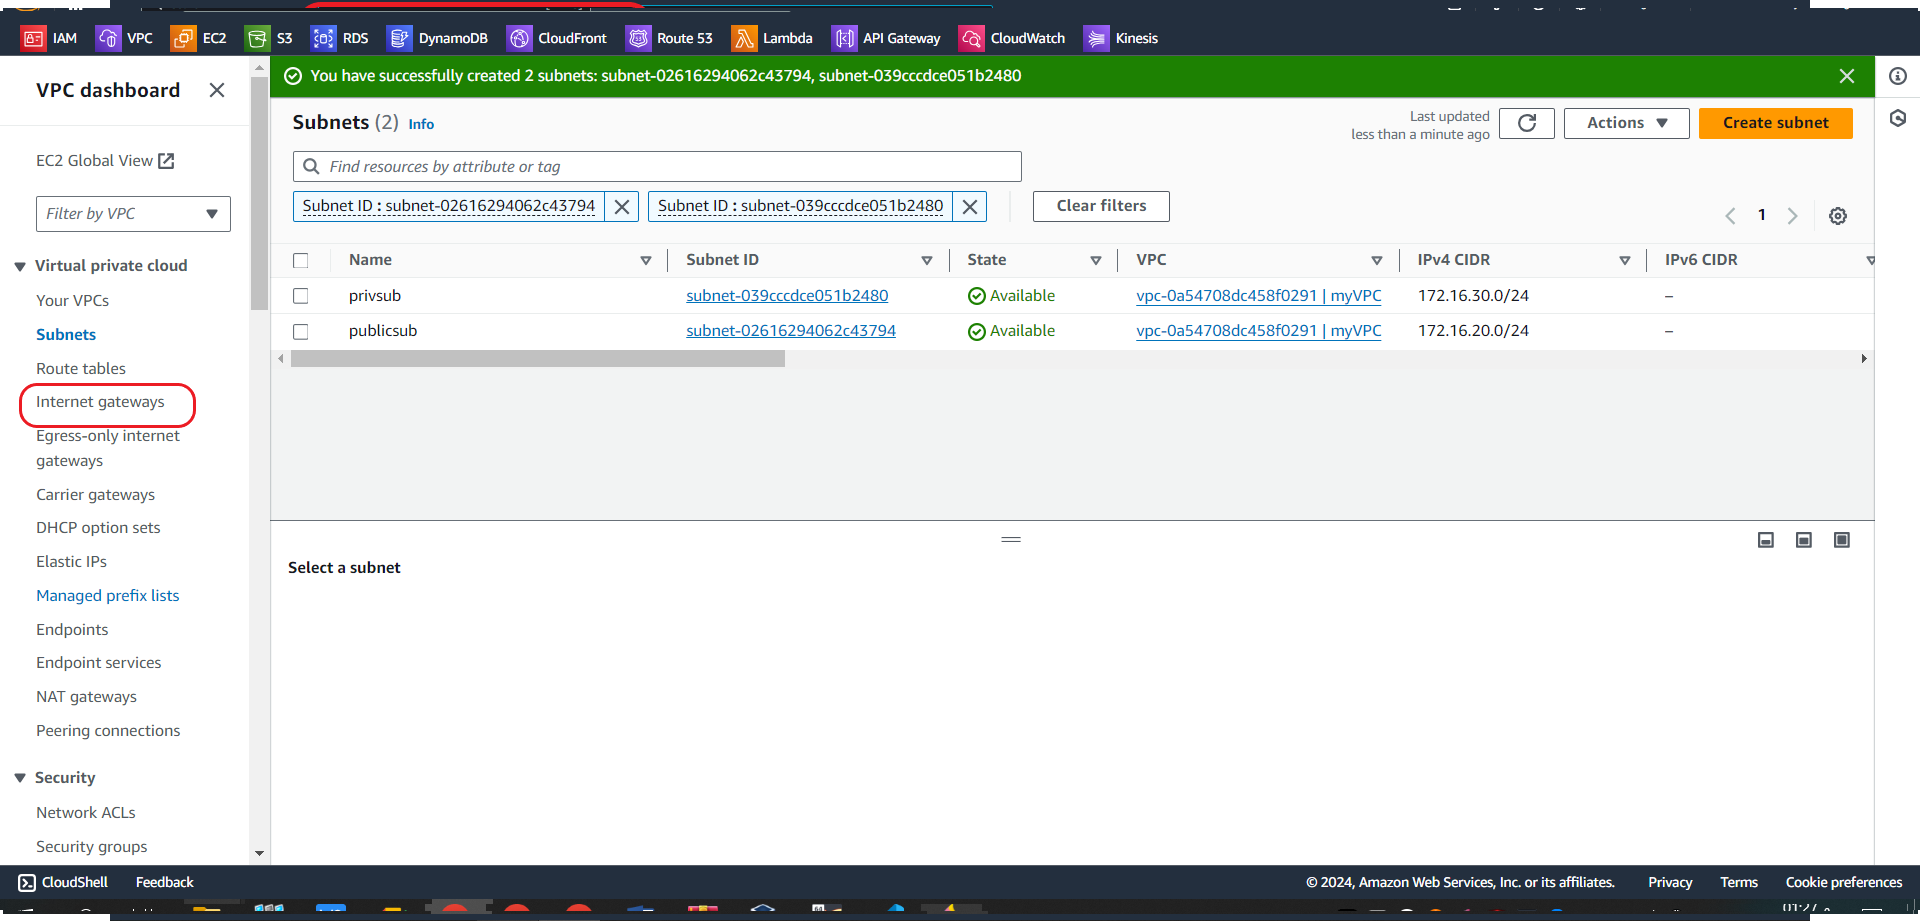 IAM VPC EC2 S3 RDS DynamoDB CloudFront Route 53 Lambda API Gateway CloudWatch Kinesis
VPC dashboard
EC2 Global View
Filter by VPC
Virtual private cloud
Your VPCs
Subnets
Route tables
Internet gateways
Egress-only internet
gateways
Carrier gateways
DHCP option sets
Elastic IPs
Managed prefix lists
Endpoints
Endpoint services
NAT gateways
Peering connections
Security
Network ACLs
Security groups
You have successfully created 2 subnets: subnet-02616294062c43794, subnet-039cccdce051b2480
Subnets (2) Info
Last updated
less than a minute ago
Actions
Create subnet
Find resources by attribute or tag
Subnet ID : subnet-02616294062c43794
Subnet ID : subnet-039cccdce051b2480
Clear filters
1
Name Subnet ID State VPC IPv4 CIDR IPv6 CIDR
privsub subnet-039cccdce051b2480 Available vpc-0a54708dc458f0291 | myVPC 172.16.30.0/24 –
publicsub subnet-02616294062c43794 Available vpc-0a54708dc458f0291 | myVPC 172.16.20.0/24 –
Select a subnet
CloudShell Feedback © 2024, Amazon Web Services, Inc. or its affiliates. Privacy Terms Cookie preferences